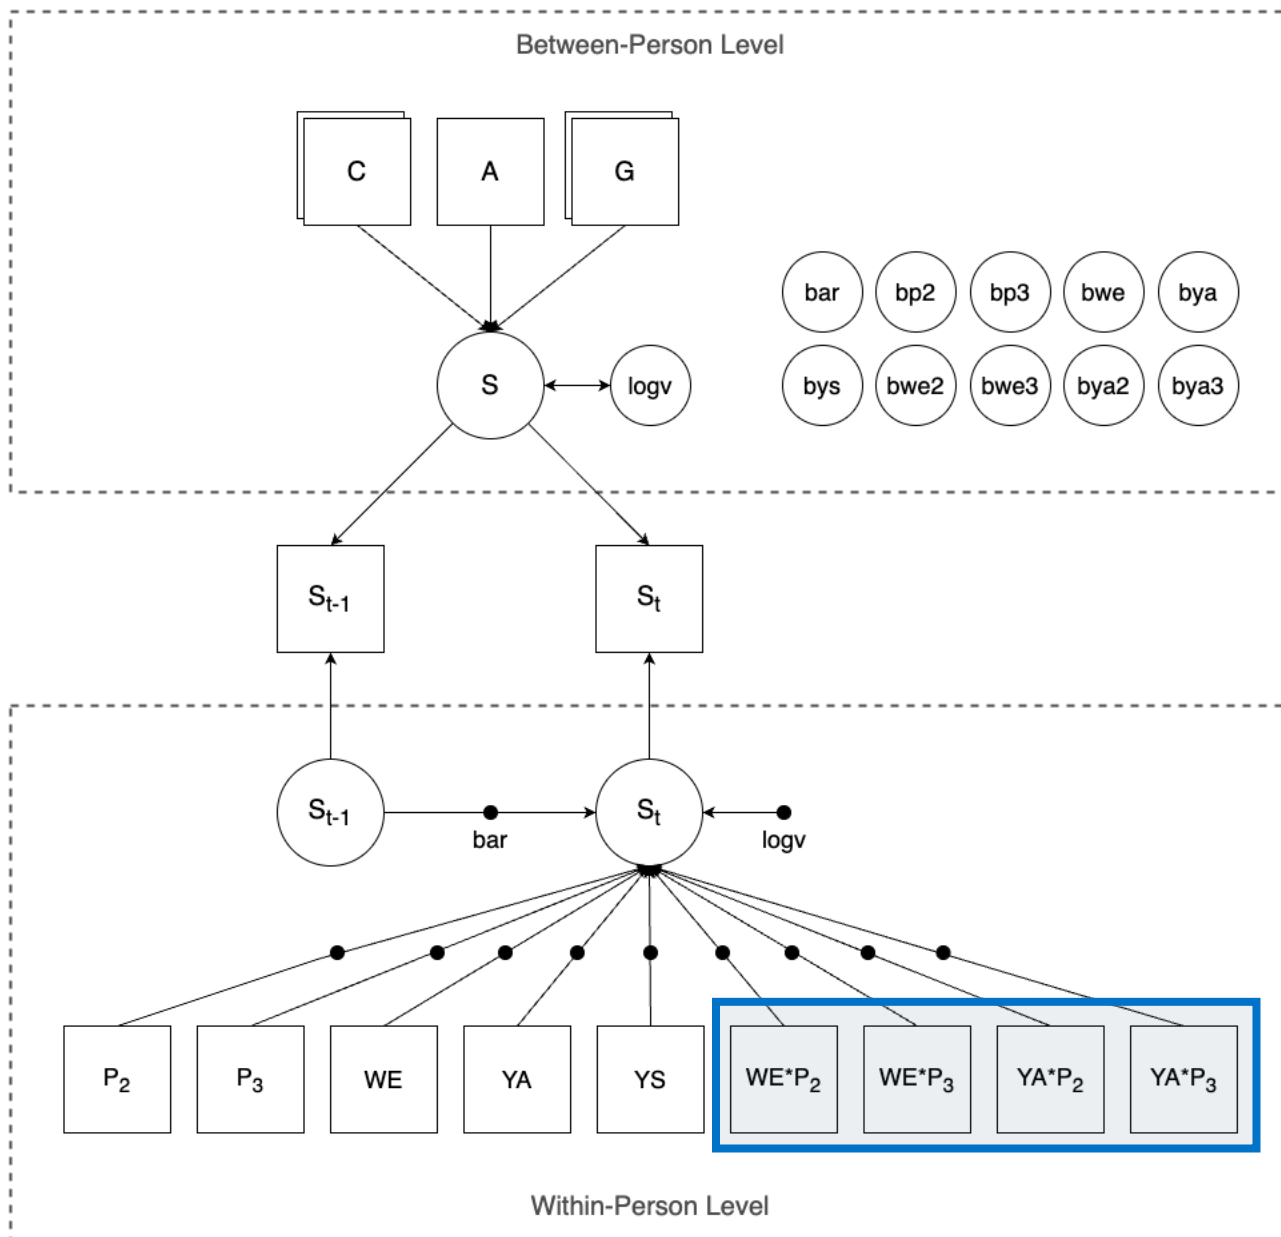 Between-Person Level
C A G
bar bp2 bp3 bwe bya
S logv bys bwe2 bwe3 bya2 bya3
Sₜ₋₁ Sₜ
Sₜ₋₁ Sₜ
bar logv
P₂ P₃ WE YA YS WE*P₂ WE*P₃ YA*P₂ YA*P₃
Within-Person Level